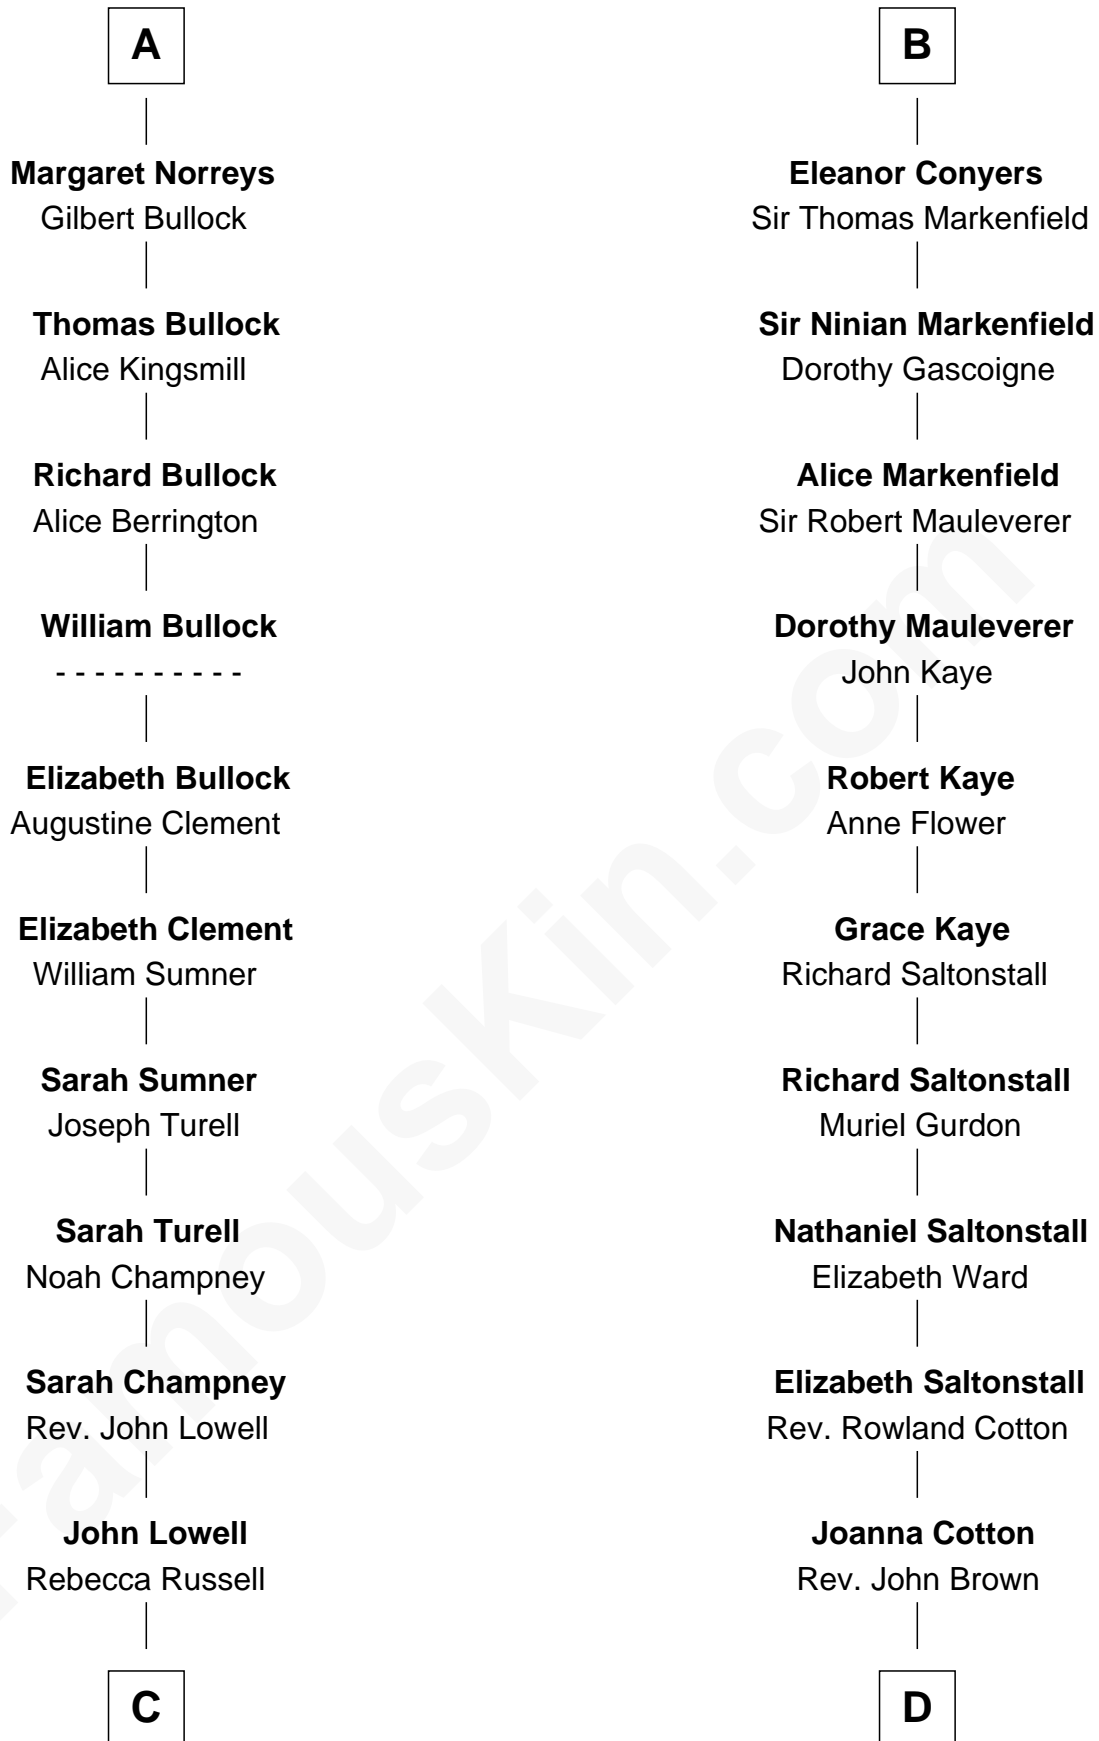 A
Margaret Norreys
Gilbert Bullock
Thomas Bullock
Alice Kingsmill
Richard Bullock
Alice Berrington
William Bullock
- - - - - - - - - -
Elizabeth Bullock
Augustine Clement
Elizabeth Clement
William Sumner
Sarah Sumner
Joseph Turell
Sarah Turell
Noah Champney
Sarah Champney
Rev. John Lowell
John Lowell
Rebecca Russell
C
B
Eleanor Conyers
Sir Thomas Markenfield
Sir Ninian Markenfield
Dorothy Gascoigne
Alice Markenfield
Sir Robert Mauleverer
Dorothy Mauleverer
John Kaye
Robert Kaye
Anne Flower
Grace Kaye
Richard Saltonstall
Richard Saltonstall
Muriel Gurdon
Nathaniel Saltonstall
Elizabeth Ward
Elizabeth Saltonstall
Rev. Rowland Cotton
Joanna Cotton
Rev. John Brown
D
FamousKin.com